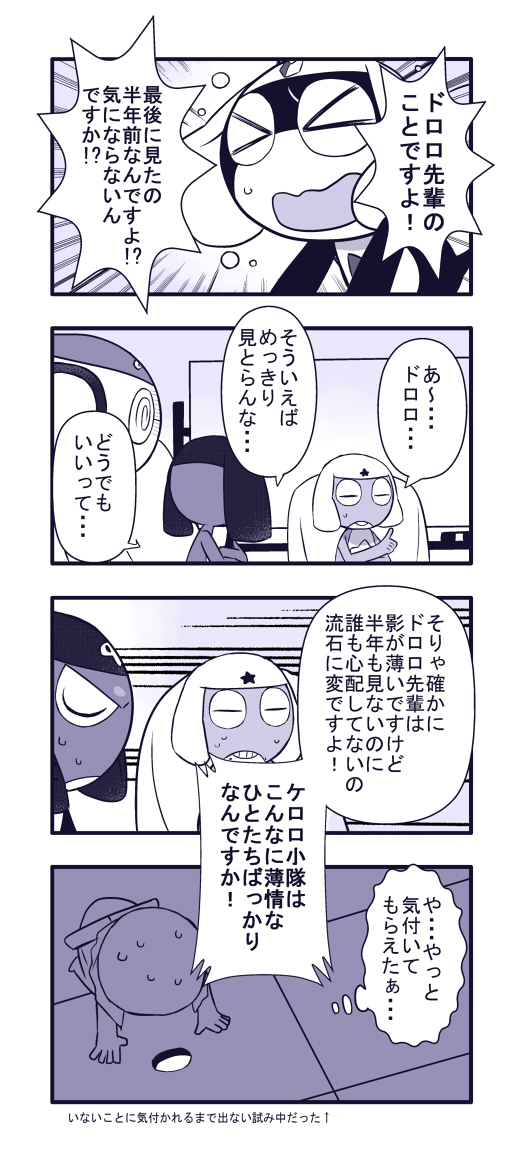 ドロロ先輩の
ことですよ!
最後に見たの
半年前なんですよ!?
気にならないん
ですか!?
あ〜・・・
ドロロ・・・
そういえば
めっきり
見とらんな・・・
どうでも
いいって・・・
そりゃ確かに
ドロロ先輩は
影が薄いですけど
半年も見ないのに
誰も心配してないの
流石に変ですよ!
ケロロ小隊は
こんなに薄情な
ひとたちばっかり
なんですか!
や・・・やっと
気付いて
もらえたぁ・・・
いないことに気付かれるまで出ない試み中だった↑